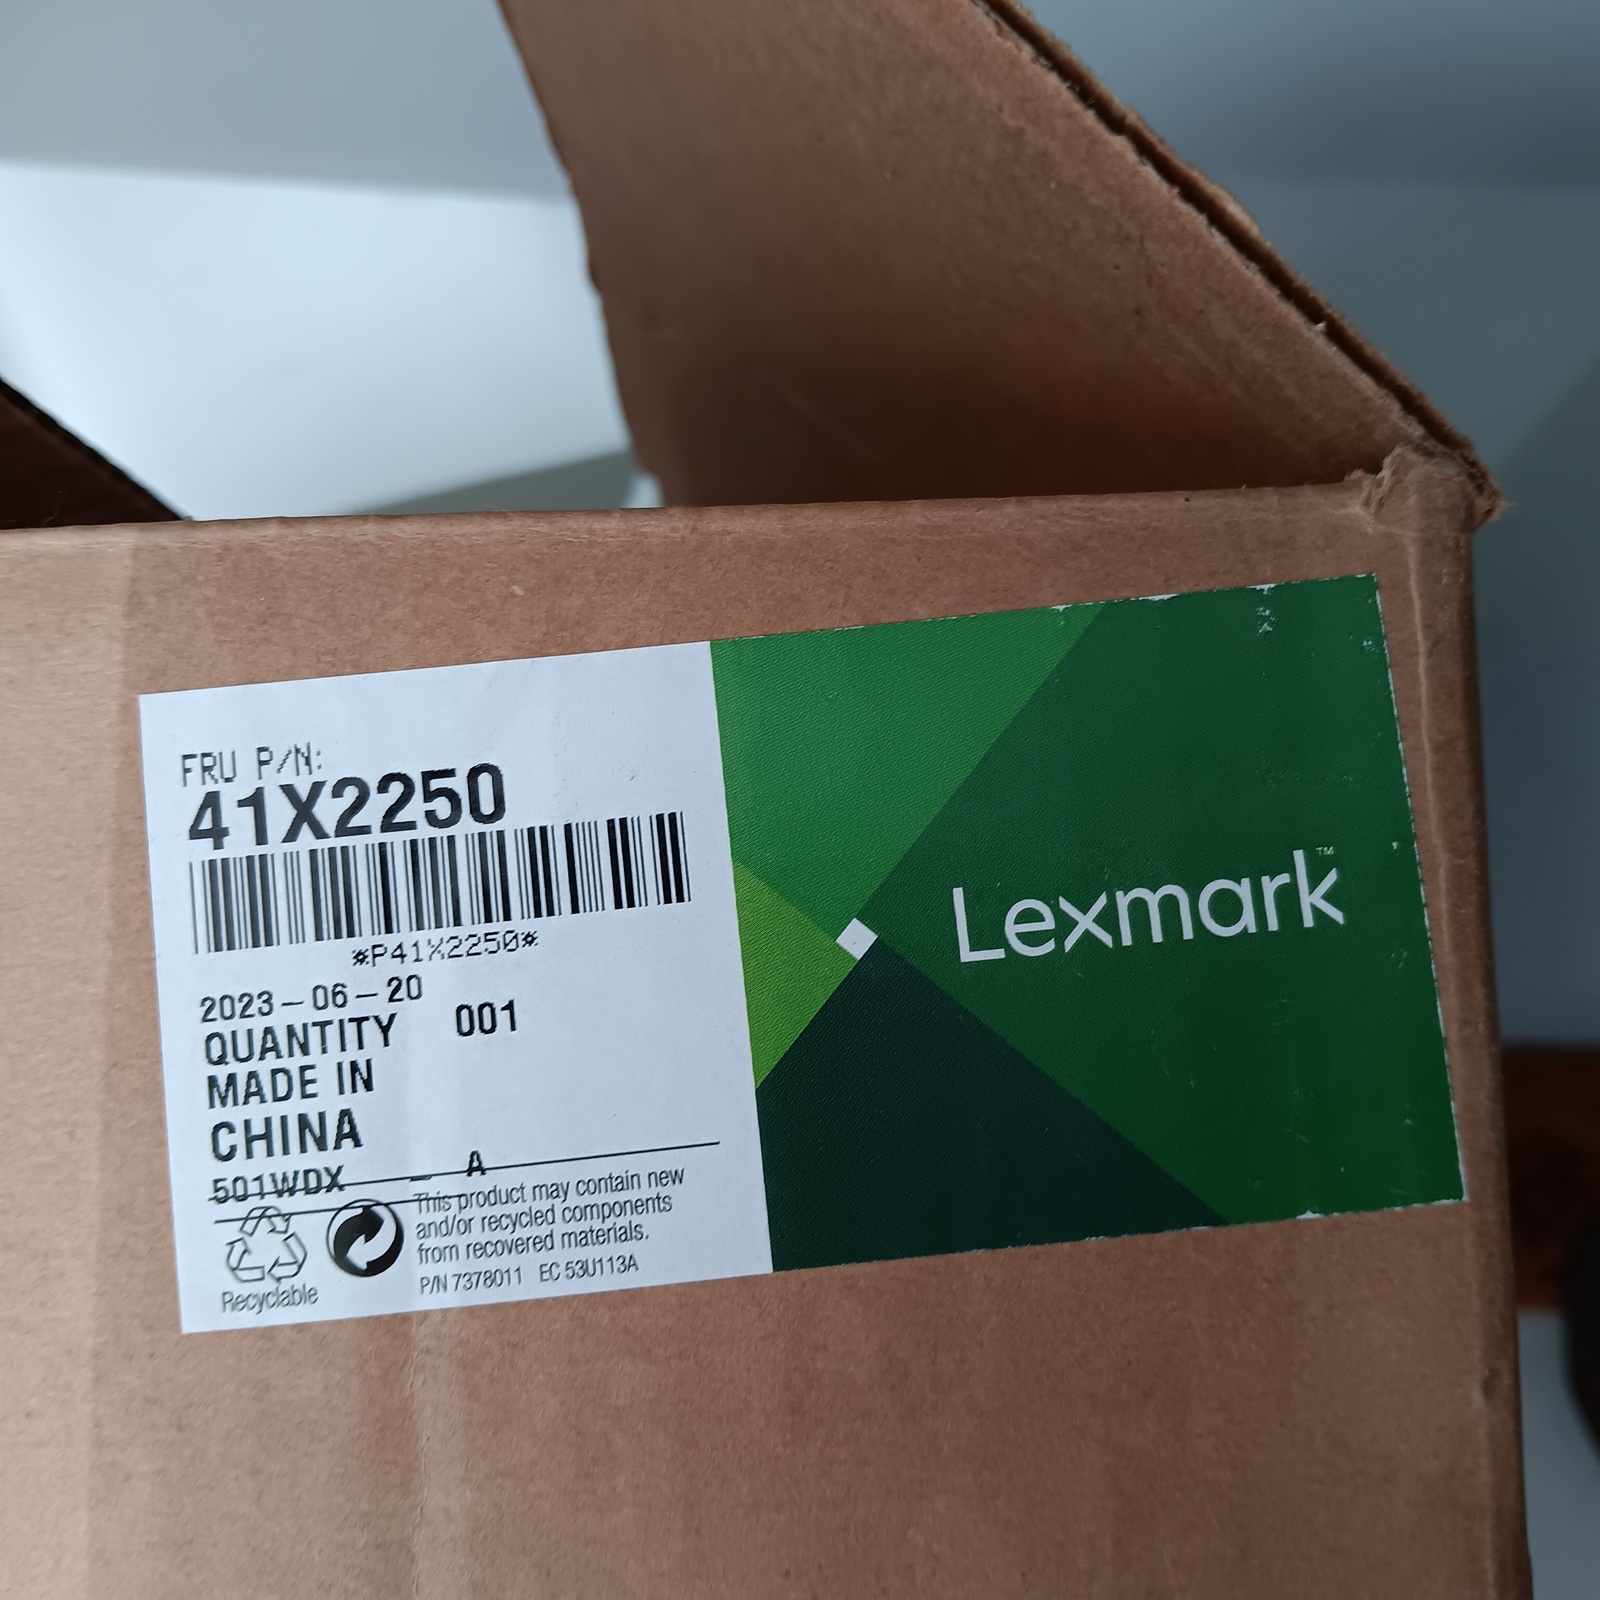 FRU P/N:
41X2250
*P41X2250*
2023-06-20
QUANTITY 001
MADE IN
CHINA
501WDX - A
This product may contain new
and/or recycled components
from recovered materials.
Recyclable
P/N 7378011 EC 53U113A
Lexmark™